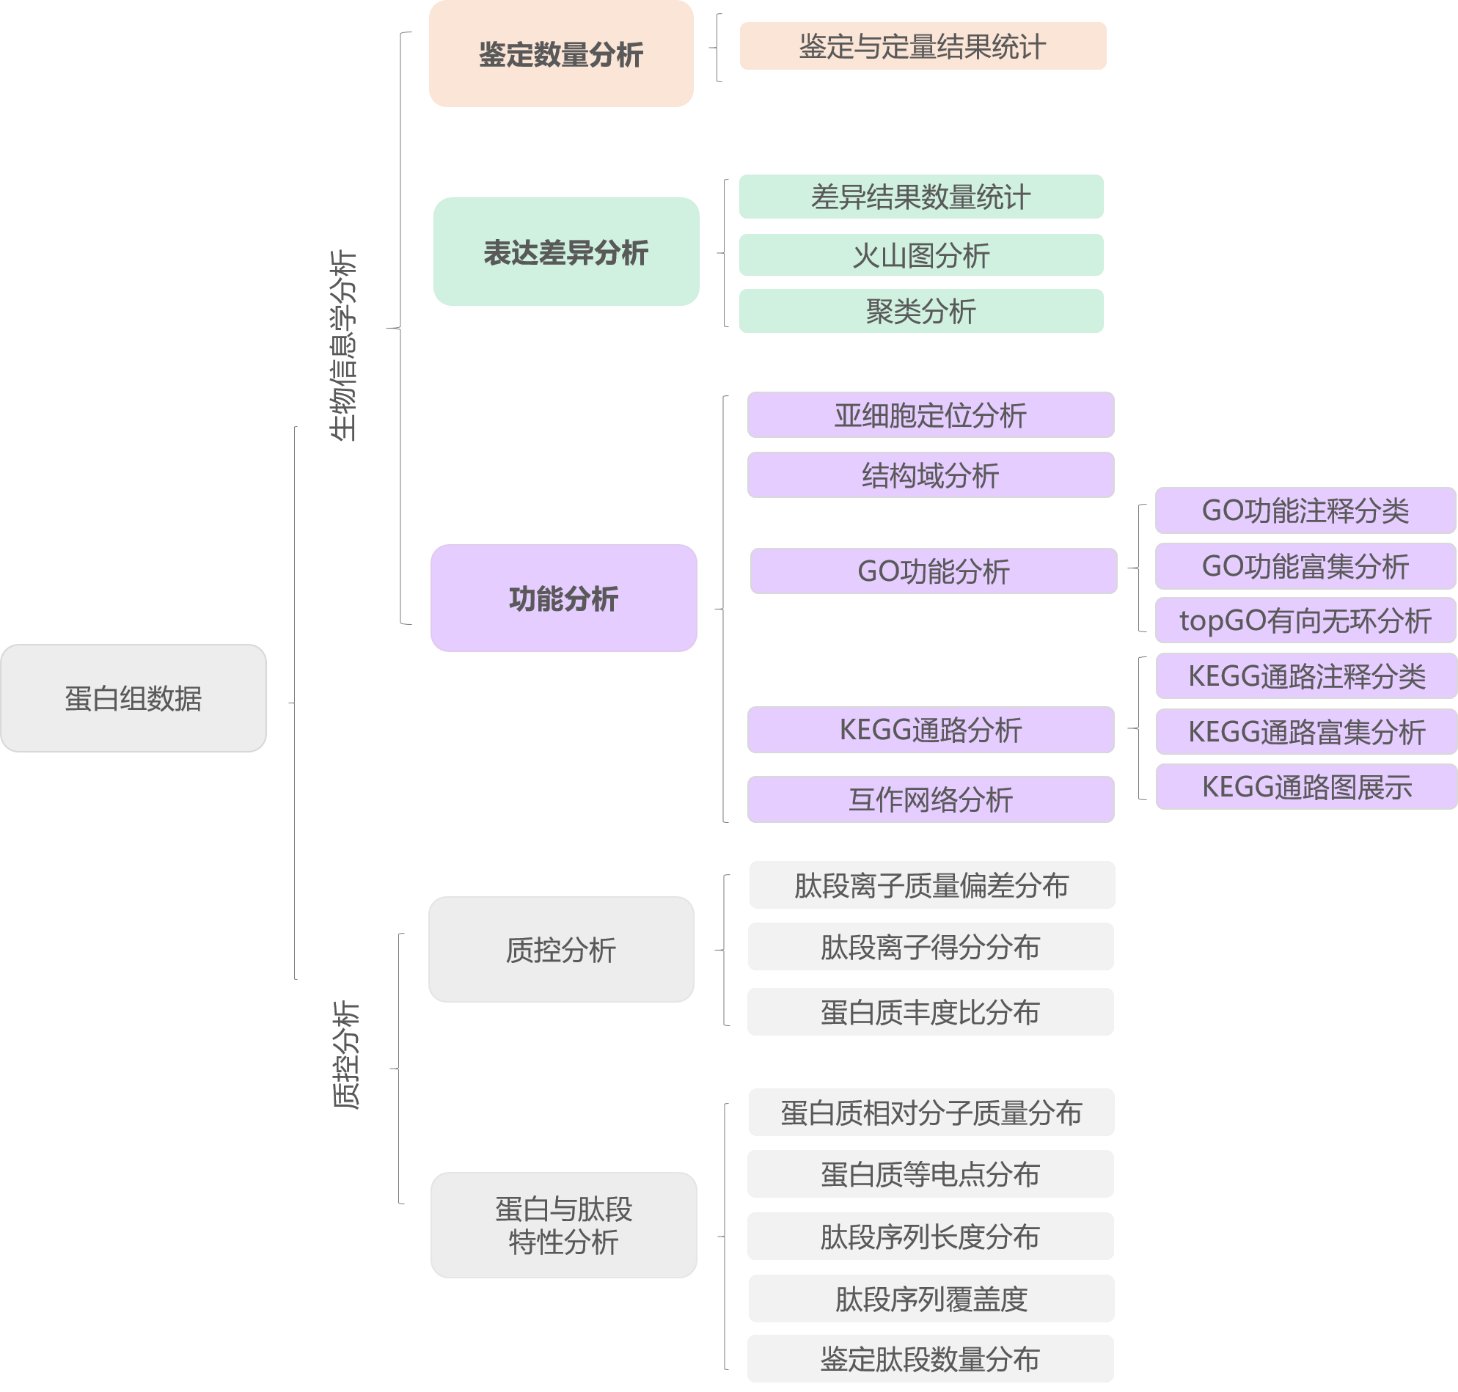 蛋白组数据
生物信息学分析
鉴定数量分析
鉴定与定量结果统计
表达差异分析
差异结果数量统计
火山图分析
聚类分析
功能分析
亚细胞定位分析
结构域分析
GO功能分析
GO功能注释分类
GO功能富集分析
topGO有向无环分析
KEGG通路分析
KEGG通路注释分类
KEGG通路富集分析
KEGG通路图展示
互作网络分析
质控分析
质控分析
肽段离子质量偏差分布
肽段离子得分分布
蛋白质丰度比分布
蛋白与肽段
特性分析
蛋白质相对分子质量分布
蛋白质等电点分布
肽段序列长度分布
肽段序列覆盖度
鉴定肽段数量分布